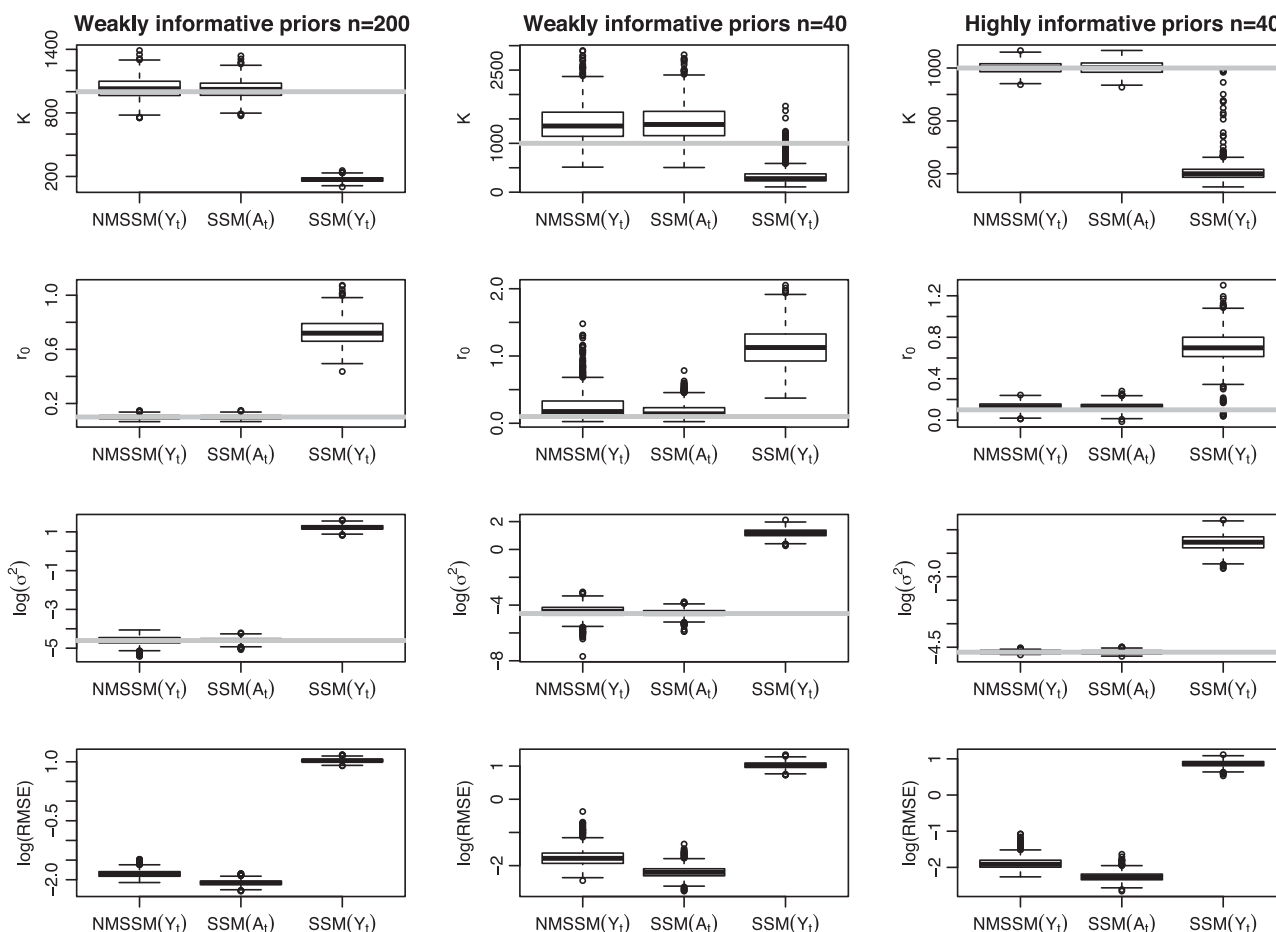 Weakly informative priors n=200
Weakly informative priors n=40
Highly informative priors n=40
K
200
800
1400
NMSSM(Yₜ) SSM(Aₜ) SSM(Yₜ)
K
0
1000
2500
NMSSM(Yₜ) SSM(Aₜ) SSM(Yₜ)
K
200
600
1000
NMSSM(Yₜ) SSM(Aₜ) SSM(Yₜ)
r₀
0.2
0.6
1.0
NMSSM(Yₜ) SSM(Aₜ) SSM(Yₜ)
r₀
0.0
1.0
2.0
NMSSM(Yₜ) SSM(Aₜ) SSM(Yₜ)
r₀
0.0
0.4
0.8
1.2
NMSSM(Yₜ) SSM(Aₜ) SSM(Yₜ)
log(σ²)
−5
−3
−1
1
NMSSM(Yₜ) SSM(Aₜ) SSM(Yₜ)
log(σ²)
−8
−4
0
2
NMSSM(Yₜ) SSM(Aₜ) SSM(Yₜ)
log(σ²)
−4.5
−3.0
NMSSM(Yₜ) SSM(Aₜ) SSM(Yₜ)
log(RMSE)
−2.0
−0.5
1.0
NMSSM(Yₜ) SSM(Aₜ) SSM(Yₜ)
log(RMSE)
−2
0
1
NMSSM(Yₜ) SSM(Aₜ) SSM(Yₜ)
log(RMSE)
−2
−1
0
1
NMSSM(Yₜ) SSM(Aₜ) SSM(Yₜ)